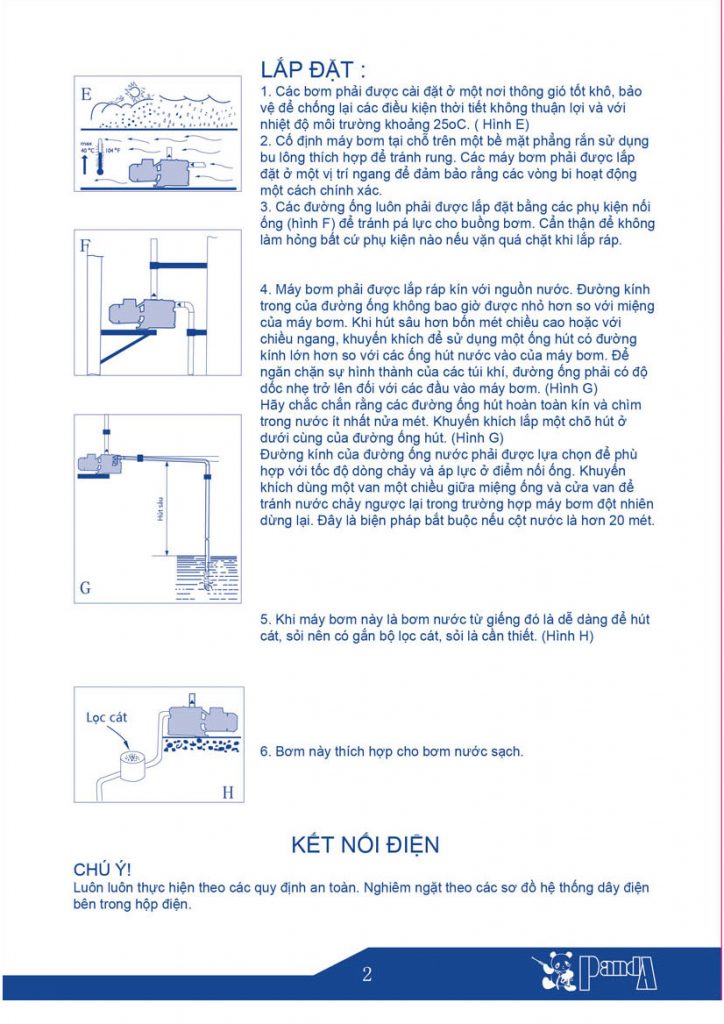 LẮP ĐẶT :
E
1. Các bơm phải được cài đặt ở một nơi thông gió tốt khô, bảo
vệ để chống lại các điều kiện thời tiết không thuận lợi và với
nhiệt độ môi trường khoảng 25oC. ( Hình E)
max
40 °C
104 °F
2. Cố định máy bơm tại chỗ trên một bề mặt phẳng rắn sử dụng
bu lông thích hợp để tránh rung. Các máy bơm phải được lắp
đặt ở một vị trí ngang để đảm bảo rằng các vòng bi hoạt động
một cách chính xác.
3. Các đường ống luôn phải được lắp đặt bằng các phụ kiện nối
ống (hình F) để tránh pá lực cho buồng bơm. Cẩn thận để không
làm hỏng bất cứ phụ kiện nào nếu vặn quá chặt khi lắp ráp.
F
4. Máy bơm phải được lắp ráp kín với nguồn nước. Đường kính
trong của đường ống không bao giờ được nhỏ hơn so với miệng
của máy bơm. Khi hút sâu hơn bốn mét chiều cao hoặc với
chiều ngang, khuyến khích để sử dụng một ống hút có đường
kính lớn hơn so với các ống hút nước vào của máy bơm. Để
ngăn chặn sự hình thành của các túi khí, đường ống phải có độ
dốc nhẹ trở lên đối với các đầu vào máy bơm. (Hình G)
Hãy chắc chắn rằng các đường ống hút hoàn toàn kín và chìm
trong nước ít nhất nửa mét. Khuyến khích lắp một chõ hút ở
dưới cùng của đường ống hút. (Hình G)
Đường kính của đường ống nước phải được lựa chọn để phù
hợp với tốc độ dòng chảy và áp lực ở điểm nối ống. Khuyến
khích dùng một van một chiều giữa miệng ống và cửa van để
tránh nước chảy ngược lại trong trường hợp máy bơm đột nhiên
dừng lại. Đây là biện pháp bắt buộc nếu cột nước là hơn 20 mét.
Hút sâu
G
5. Khi máy bơm này là bơm nước từ giếng đó là dễ dàng để hút
cát, sỏi nên có gắn bộ lọc cát, sỏi là cần thiết. (Hình H)
Lọc cát
H
6. Bơm này thích hợp cho bơm nước sạch.
KẾT NỐI ĐIỆN
CHÚ Ý!
Luôn luôn thực hiện theo các quy định an toàn. Nghiêm ngặt theo các sơ đồ hệ thống dây điện
bên trong hộp điện.
2
PandA